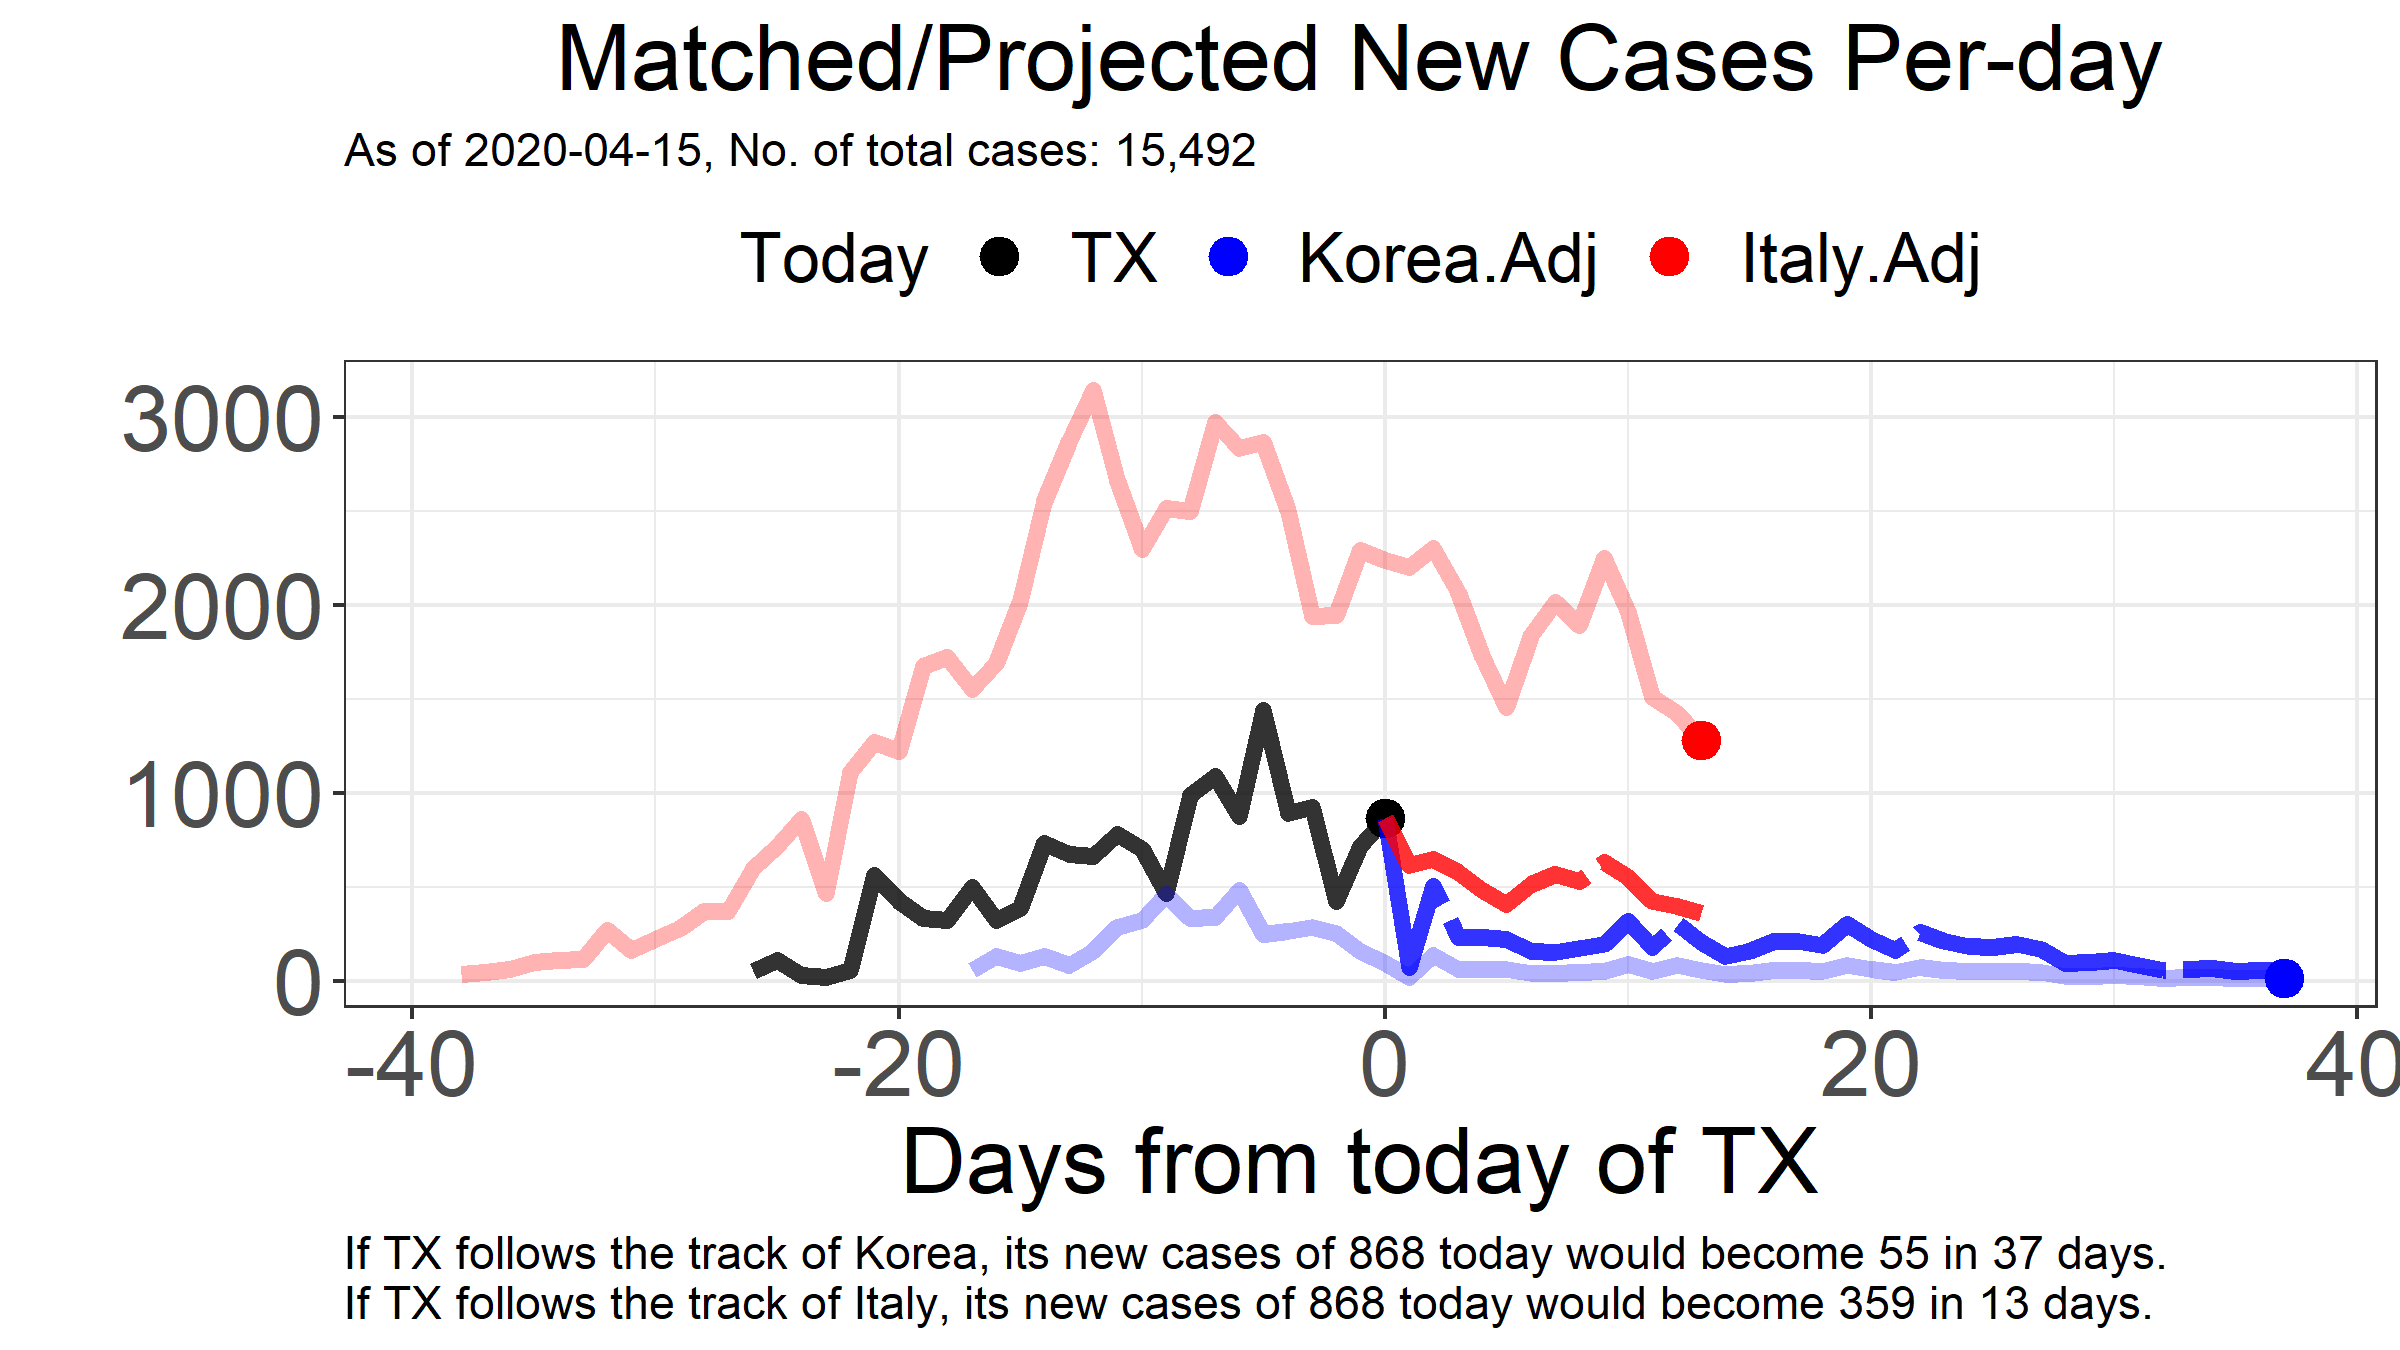 Matched/Projected New Cases Per-day
As of 2020-04-15, No. of total cases: 15,492
Today TX Korea.Adj Italy.Adj
3000
2000
1000
0
-40 -20 0 20 40
Days from today of TX
If TX follows the track of Korea, its new cases of 868 today would become 55 in 37 days.
If TX follows the track of Italy, its new cases of 868 today would become 359 in 13 days.